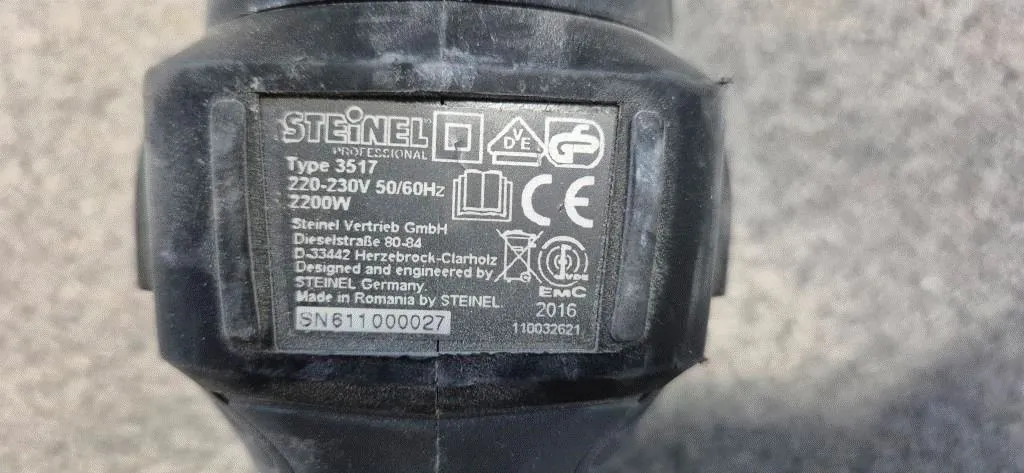 STEINEL
PROFESSIONAL
Type 3517
220-230V 50/60Hz
2200W
Steinel Vertrieb GmbH
Dieselstraße 80-84
D-33442 Herzebrock-Clarholz
Designed and engineered by
STEINEL Germany.
Made in Romania by STEINEL
SN611000027
VDE
GS
CE
VDE
EMC
2016
110032621